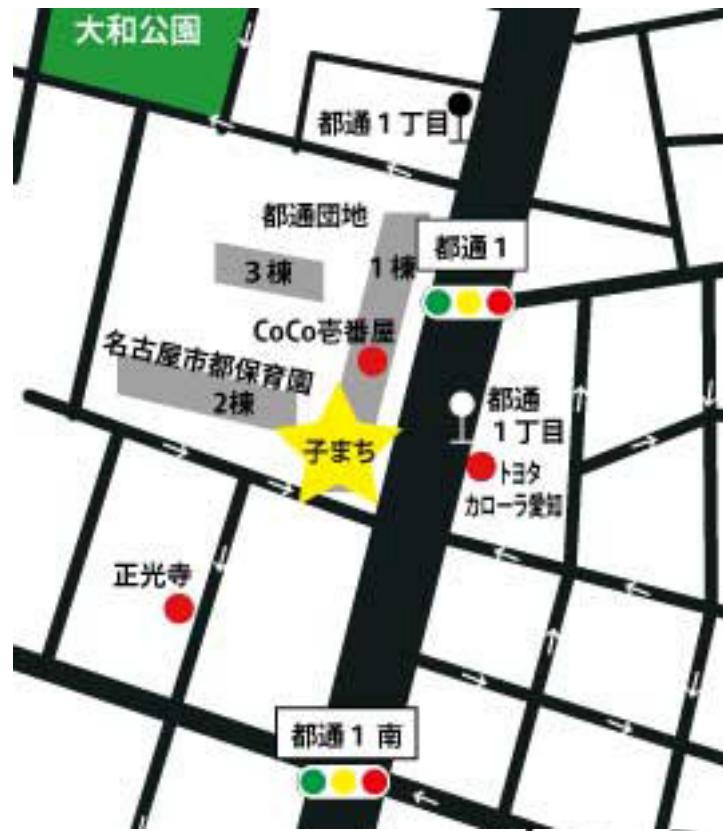 大和公園
都通１丁目
都通団地
１棟
都通１
３棟
CoCo壱番屋
名古屋市都保育園
2棟
都通
１丁目
子まち
トヨタ
カローラ愛知
正光寺
都通１南